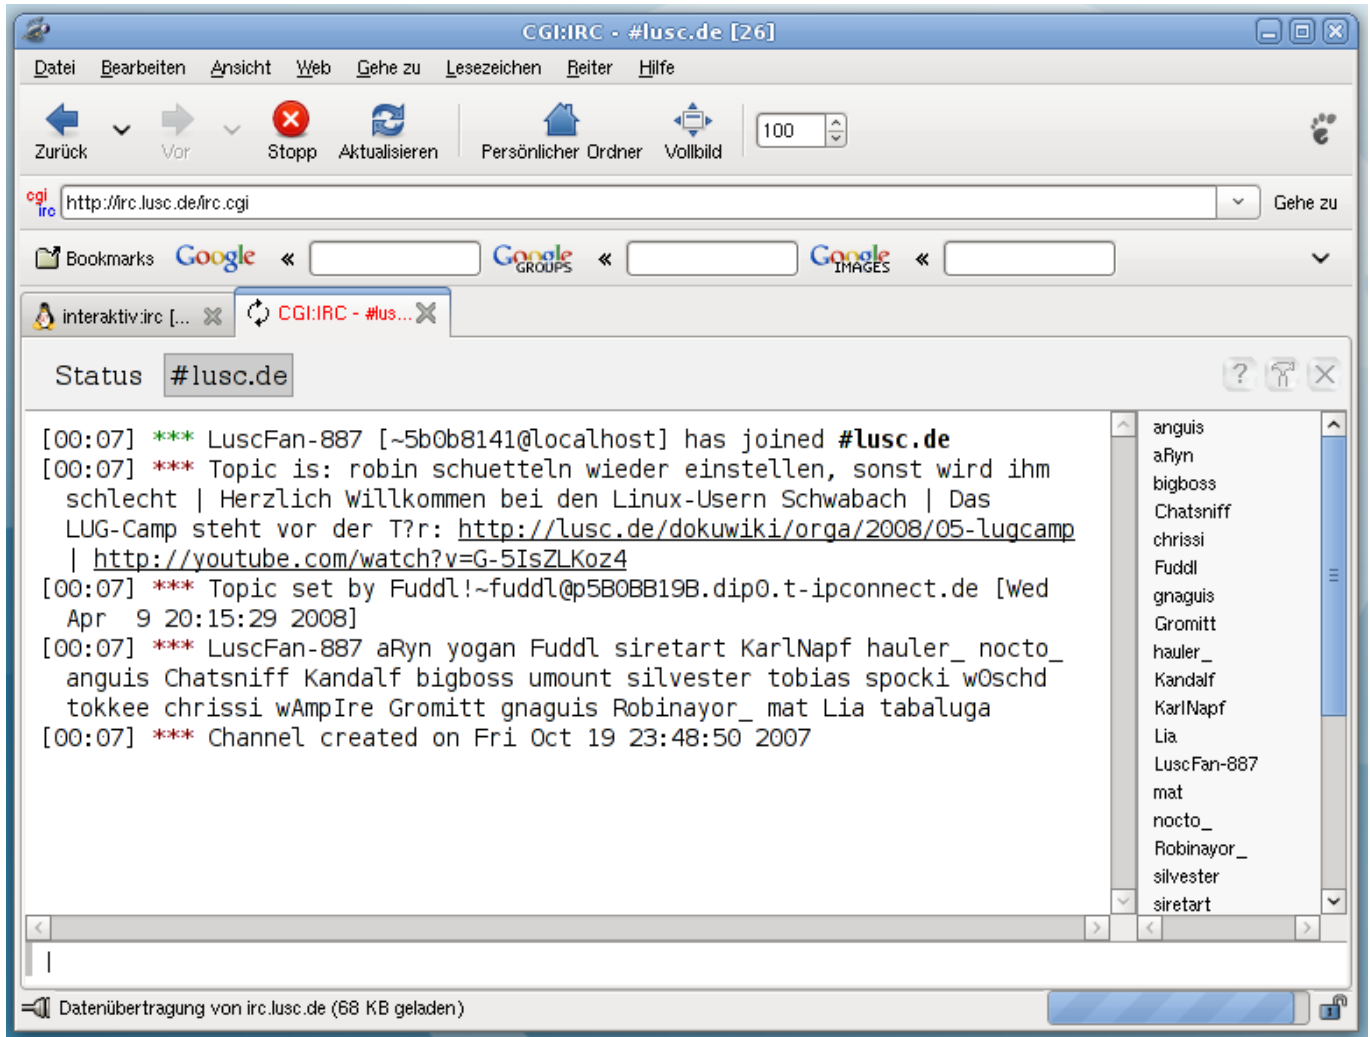 CGI:IRC - #lusc.de [26]
Datei Bearbeiten Ansicht Web Gehe zu Lesezeichen Reiter Hilfe
Zurück Vor Stopp Aktualisieren Persönlicher Ordner Vollbild 100
cgi irc http://irc.lusc.de/irc.cgi Gehe zu
Bookmarks Google « Google GROUPS « Google IMAGES «
interaktiv:irc [... CGI:IRC - #lus...
Status #lusc.de ?
[00:07] *** LuscFan-887 [~5b0b8141@localhost] has joined #lusc.de
[00:07] *** Topic is: robin schuetteln wieder einstellen, sonst wird ihm
schlecht | Herzlich Willkommen bei den Linux-Usern Schwabach | Das
LUG-Camp steht vor der T?r: http://lusc.de/dokuwiki/orga/2008/05-lugcamp
| http://youtube.com/watch?v=G-5IsZLKoz4
[00:07] *** Topic set by Fuddl!~fuddl@p5B0BB19B.dip0.t-ipconnect.de [Wed
Apr  9 20:15:29 2008]
[00:07] *** LuscFan-887 aRyn yogan Fuddl siretart KarlNapf hauler_ nocto_
anguis Chatsniff Kandalf bigboss umount silvester tobias spocki w0schd
tokkee chrissi wAmpIre Gromitt gnaguis Robinayor_ mat Lia tabaluga
[00:07] *** Channel created on Fri Oct 19 23:48:50 2007
anguis
aRyn
bigboss
Chatsniff
chrissi
Fuddl
gnaguis
Gromitt
hauler_
Kandalf
KarlNapf
Lia
LuscFan-887
mat
nocto_
Robinayor_
silvester
siretart
Datenübertragung von irc.lusc.de (68 KB geladen)